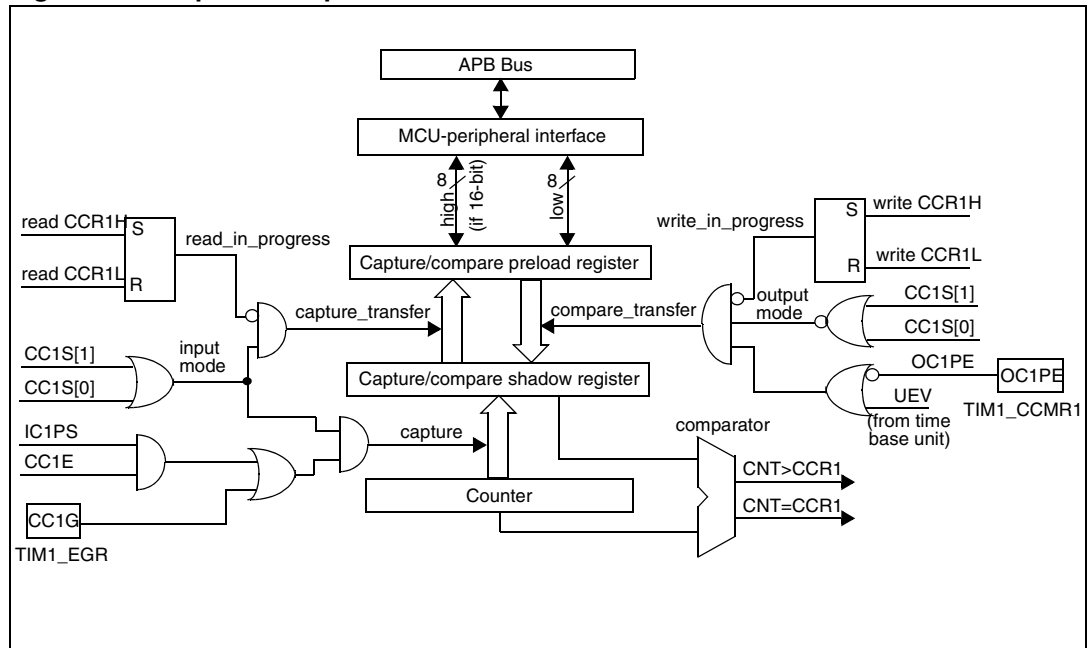 APB Bus
MCU-peripheral interface
8
high
(if 16-bit)
8
low
read CCR1H
S
read_in_progress
read CCR1L
R
write_in_progress
S
write CCR1H
R
write CCR1L
Capture/compare preload register
capture_transfer
compare_transfer
output
mode
CC1S[1]
CC1S[0]
CC1S[1]
input
mode
CC1S[0]
Capture/compare shadow register
OC1PE
OC1PE
UEV
TIM1_CCMR1
(from time
base unit)
IC1PS
CC1E
capture
comparator
CNT>CCR1
Counter
CNT=CCR1
CC1G
TIM1_EGR